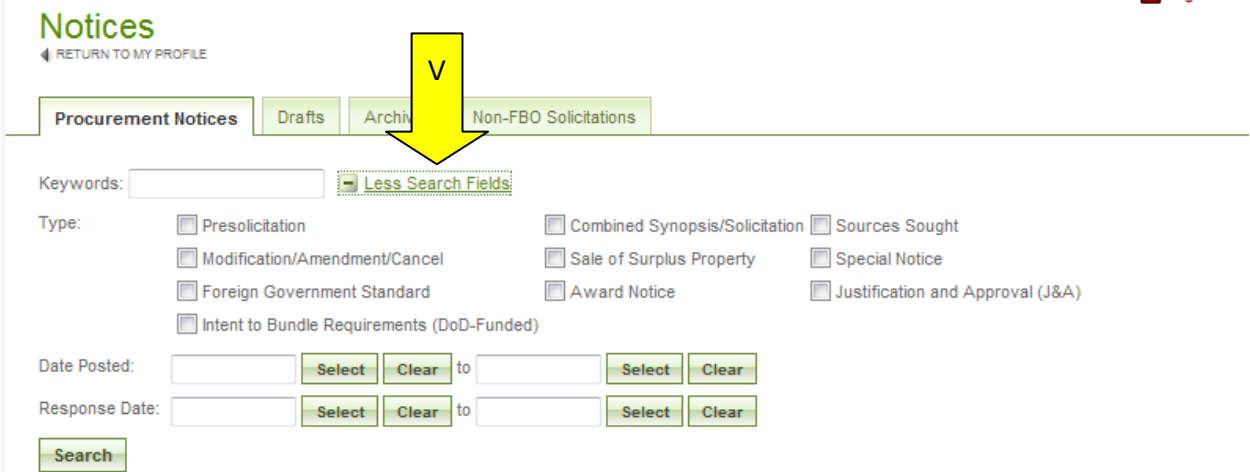 Notices
RETURN TO MY PROFILE
V
Procurement Notices Drafts Non-FBO Solicitations
Keywords: Less Search Fields
Type: Presolicitation Combined Synopsis/Solicitation Sources Sought
Modification/Amendment/Cancel Sale of Surplus Property Special Notice
Foreign Government Standard Award Notice Justification and Approval (J&A)
Intent to Bundle Requirements (DoD-Funded)
Date Posted: Select Clear to Select Clear
Response Date: Select Clear to Select Clear
Search